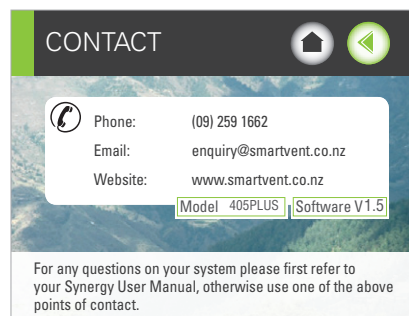 CONTACT
Phone: (09) 259 1662
Email: enquiry@smartvent.co.nz
Website: www.smartvent.co.nz
Model 405PLUS Software V1.5
For any questions on your system please first refer to
your Synergy User Manual, otherwise use one of the above
points of contact.